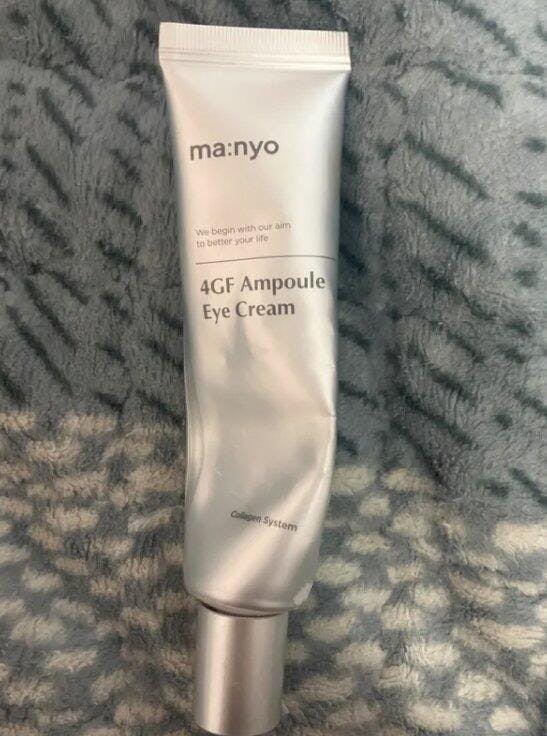 ma:nyo
We begin with our aim
to better your life
4GF Ampoule
Eye Cream
Collagen System